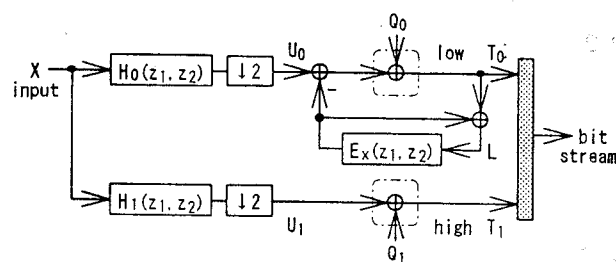 Q₀
X
input
H₀(z₁, z₂)
↓2
U₀
−
low
T₀
Eₓ(z₁, z₂)
L
bit
stream
H₁(z₁, z₂)
↓2
U₁
high
T₁
Q₁